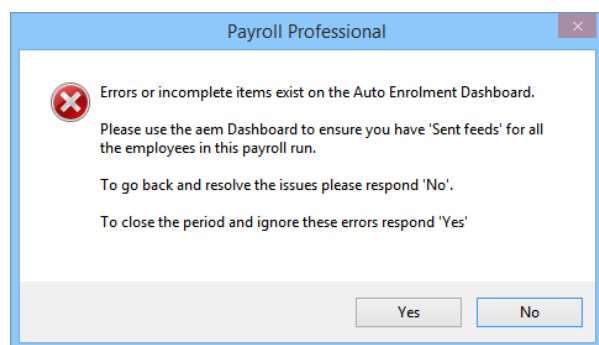 Payroll Professional
Errors or incomplete items exist on the Auto Enrolment Dashboard.
Please use the aem Dashboard to ensure you have 'Sent feeds' for all
the employees in this payroll run.
To go back and resolve the issues please respond 'No'.
To close the period and ignore these errors respond 'Yes'
Yes
No